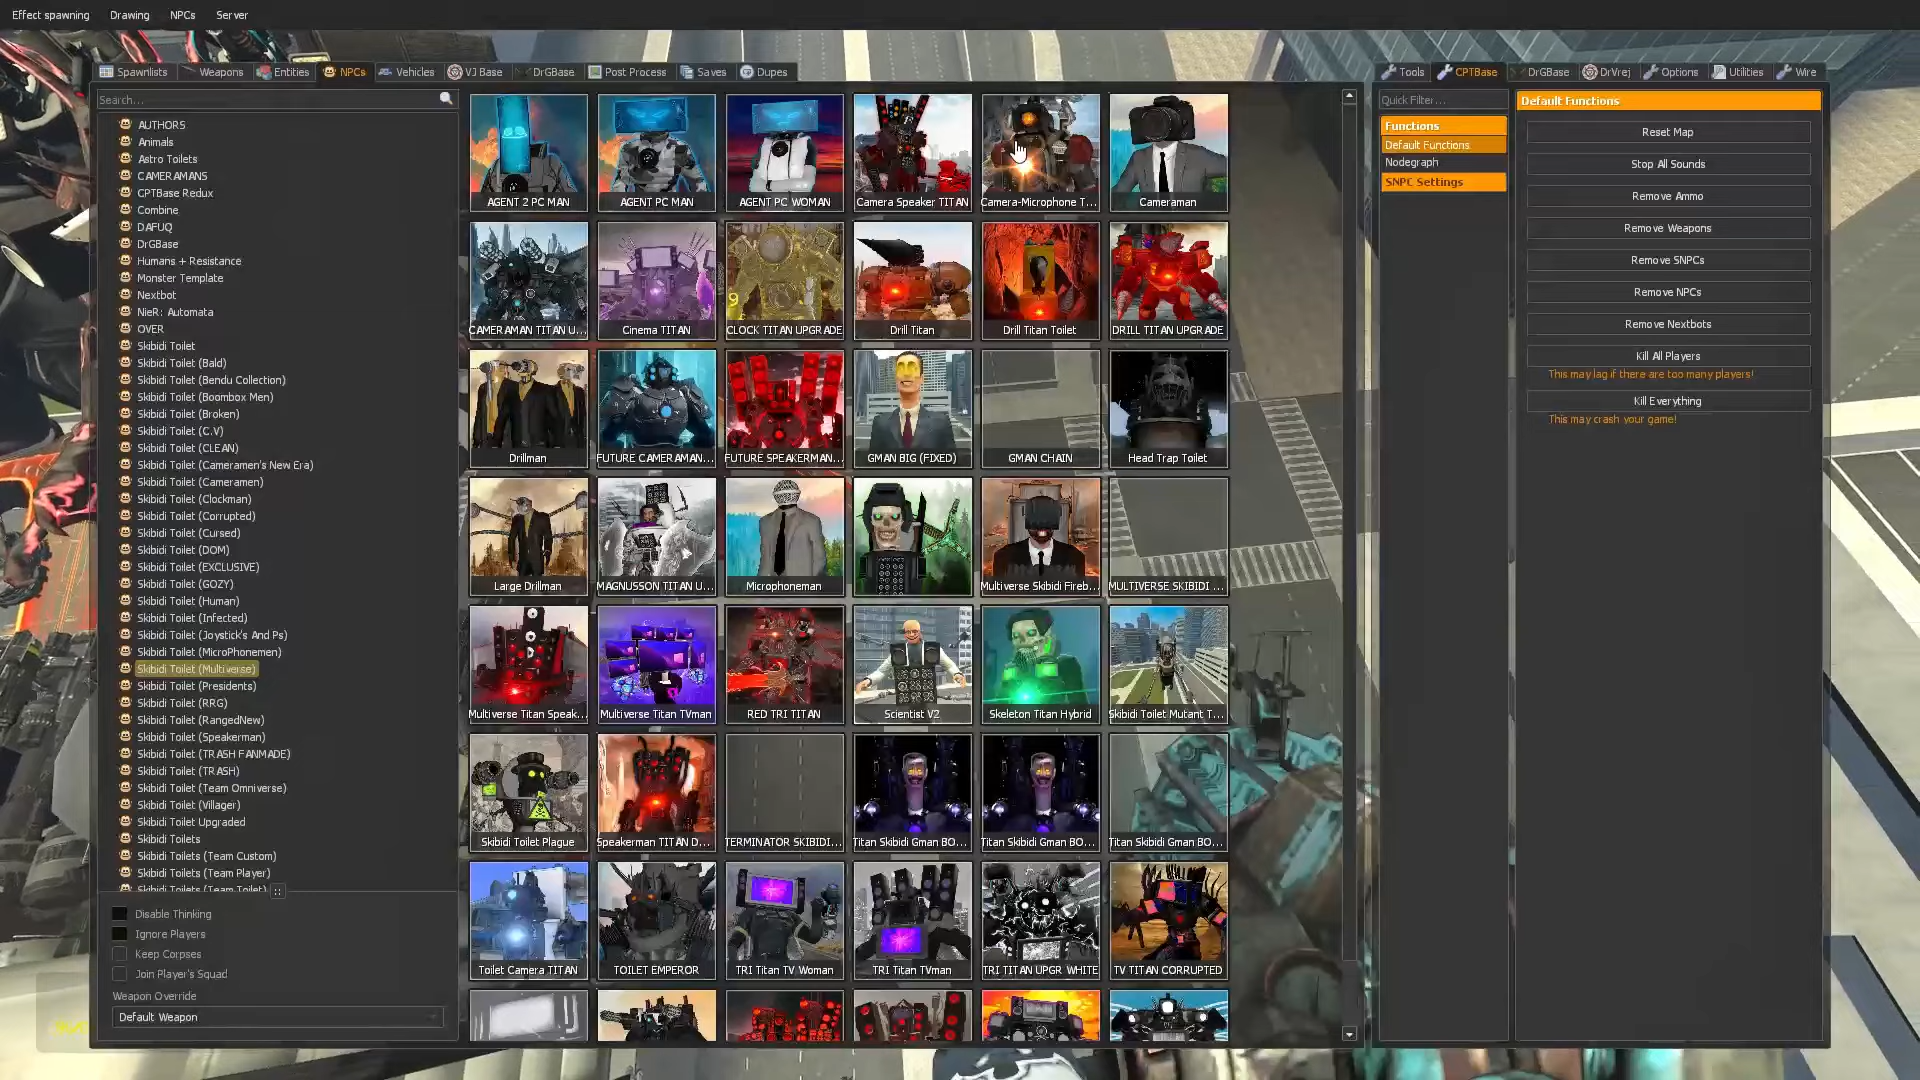 Effect spawning Drawing NPCs Server
Spawnlists Weapons Entities NPCs Vehicles VJ Base DrGBase Post Process Saves Dupes
Tools CPTBase DrGBase DrVrej Options Utilities Wire
Search...
AUTHORS
Animals
Astro Toilets
CAMERAMANS
CPTBase Redux
Combine
DAFUQ
DrGBase
Humans + Resistance
Monster Template
Nextbot
NieR: Automata
OVER
Skibidi Toilet
Skibidi Toilet (Bald)
Skibidi Toilet (Bendu Collection)
Skibidi Toilet (Boombox Men)
Skibidi Toilet (Broken)
Skibidi Toilet (C.V)
Skibidi Toilet (CLEAN)
Skibidi Toilet (Cameramen's New Era)
Skibidi Toilet (Cameramen)
Skibidi Toilet (Clockman)
Skibidi Toilet (Corrupted)
Skibidi Toilet (Cursed)
Skibidi Toilet (DOM)
Skibidi Toilet (EXCLUSIVE)
Skibidi Toilet (GOZY)
Skibidi Toilet (Human)
Skibidi Toilet (Infected)
Skibidi Toilet (Joystick's And Ps)
Skibidi Toilet (MicroPhonemen)
Skibidi Toilet (Multiverse)
Skibidi Toilet (Presidents)
Skibidi Toilet (RRG)
Skibidi Toilet (RangedNew)
Skibidi Toilet (Speakerman)
Skibidi Toilet (TRASH FANMADE)
Skibidi Toilet (TRASH)
Skibidi Toilet (Team Omniverse)
Skibidi Toilet (Villager)
Skibidi Toilet Upgraded
Skibidi Toilets
Skibidi Toilets (Team Custom)
Skibidi Toilets (Team Player)
Skibidi Toilets (Team Toilet)
Disable Thinking
Ignore Players
Keep Corpses
Join Player's Squad
Weapon Override
Default Weapon
AGENT 2 PC MAN AGENT PC MAN AGENT PC WOMAN Camera Speaker TITAN Camera-Microphone T... Cameraman
CAMERAMAN TITAN U... Cinema TITAN CLOCK TITAN UPGRADE Drill Titan Drill Titan Toilet DRILL TITAN UPGRADE
Drillman FUTURE CAMERAMAN... FUTURE SPEAKERMAN... GMAN BIG (FIXED) GMAN CHAIN Head Trap Toilet
Large Drillman MAGNUSSON TITAN U... Microphoneman Multiverse Skibidi Fireb... MULTIVERSE SKIBIDI ...
Multiverse Titan Speak... Multiverse Titan TVman RED TRI TITAN Scientist V2 Skeleton Titan Hybrid Skibidi Toilet Mutant T...
Skibidi Toilet Plague Speakerman TITAN D... TERMINATOR SKIBIDI... Titan Skibidi Gman BO... Titan Skibidi Gman BO... Titan Skibidi Gman BO...
Toilet Camera TITAN TOILET EMPEROR TRI Titan TV Woman TRI Titan TVman TRI TITAN UPGR WHITE TV TITAN CORRUPTED
Quick Filter...
Functions
Default Functions
Nodegraph
SNPC Settings
Default Functions
Reset Map
Stop All Sounds
Remove Ammo
Remove Weapons
Remove SNPCs
Remove NPCs
Remove Nextbots
Kill All Players
This may lag if there are too many players!
Kill Everything
This may crash your game!